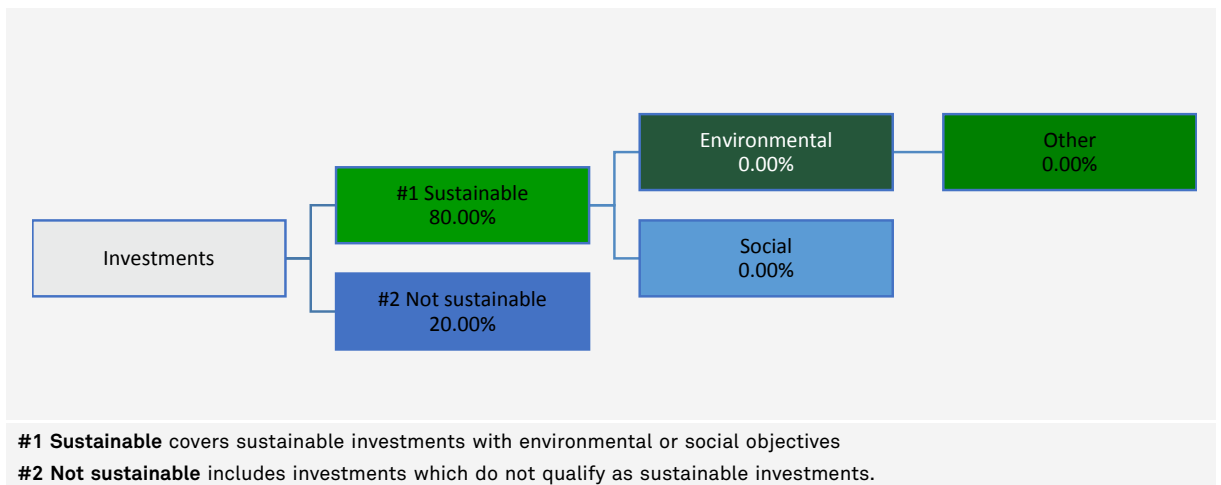 Environmental
0.00%
Other
0.00%
#1 Sustainable
80.00%
Investments
Social
0.00%
#2 Not sustainable
20.00%
#1 Sustainable covers sustainable investments with environmental or social objectives
#2 Not sustainable includes investments which do not qualify as sustainable investments.